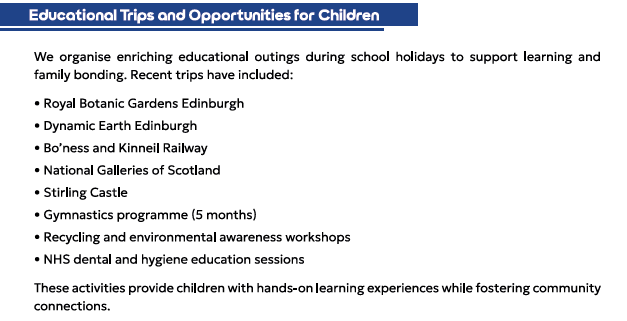 Educational Trips and Opportunities for Children
We organise enriching educational outings during school holidays to support learning and
family bonding. Recent trips have included:
• Royal Botanic Gardens Edinburgh
• Dynamic Earth Edinburgh
• Bo’ness and Kinneil Railway
• National Galleries of Scotland
• Stirling Castle
• Gymnastics programme (5 months)
• Recycling and environmental awareness workshops
• NHS dental and hygiene education sessions
These activities provide children with hands-on learning experiences while fostering community
connections.